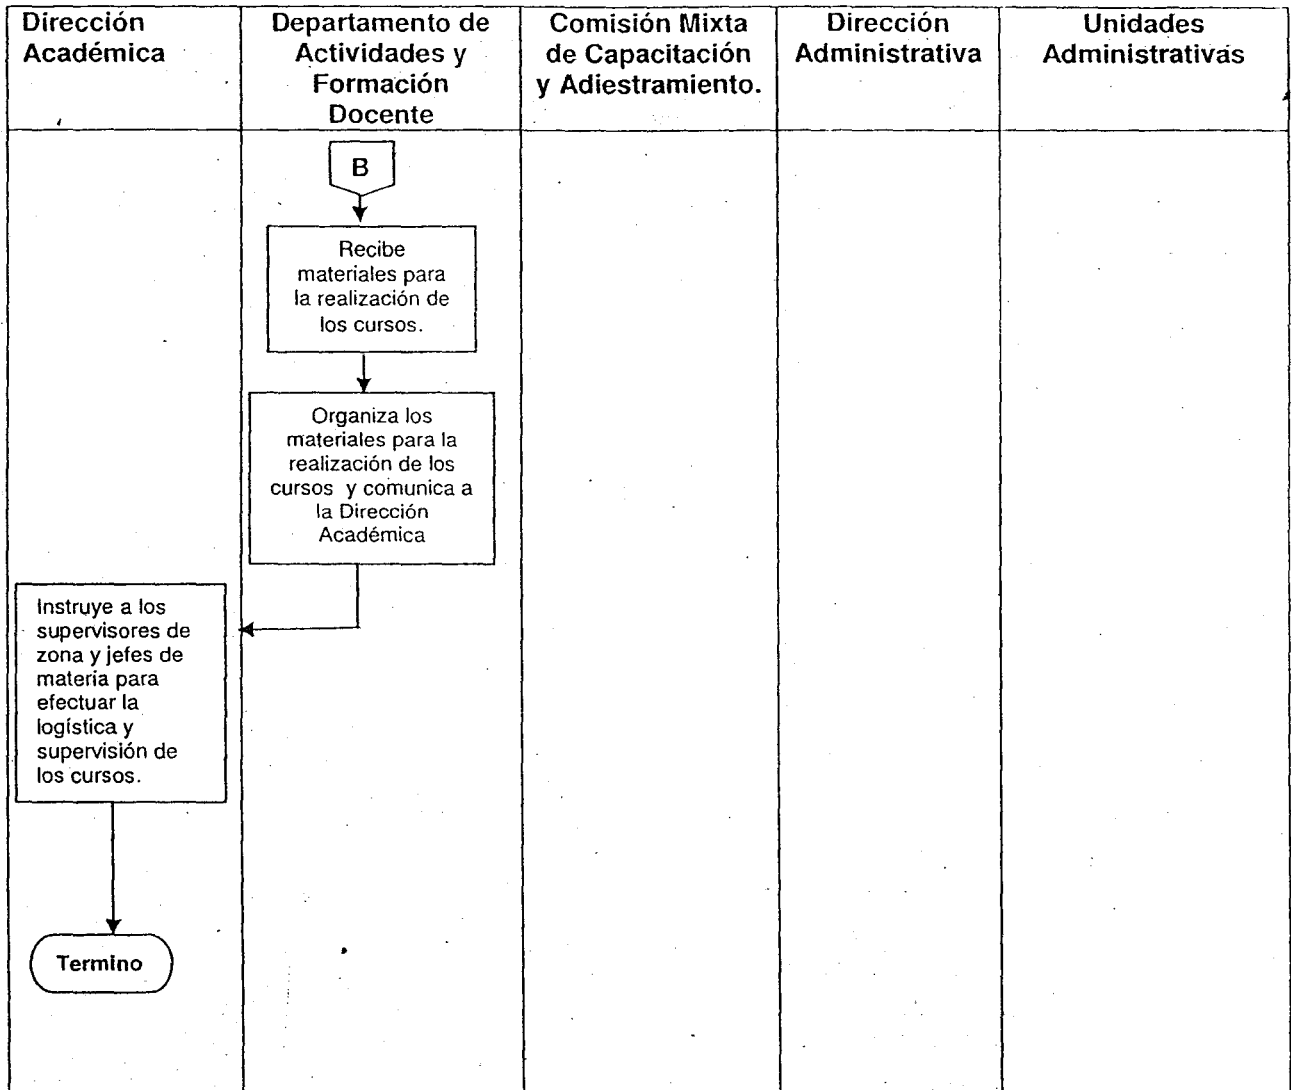 Dirección
Académica
Departamento de
Actividades y
Formación
Docente
Comisión Mixta
de Capacitación
y Adiestramiento.
Dirección
Administrativa
Unidades
Administrativas
B
Recibe
materiales para
la realización de
los cursos.
Organiza los
materiales para la
realización de los
cursos y comunica a
la Dirección
Académica
Instruye a los
supervisores de
zona y jefes de
materia para
efectuar la
logística y
supervisión de
los cursos.
Termino